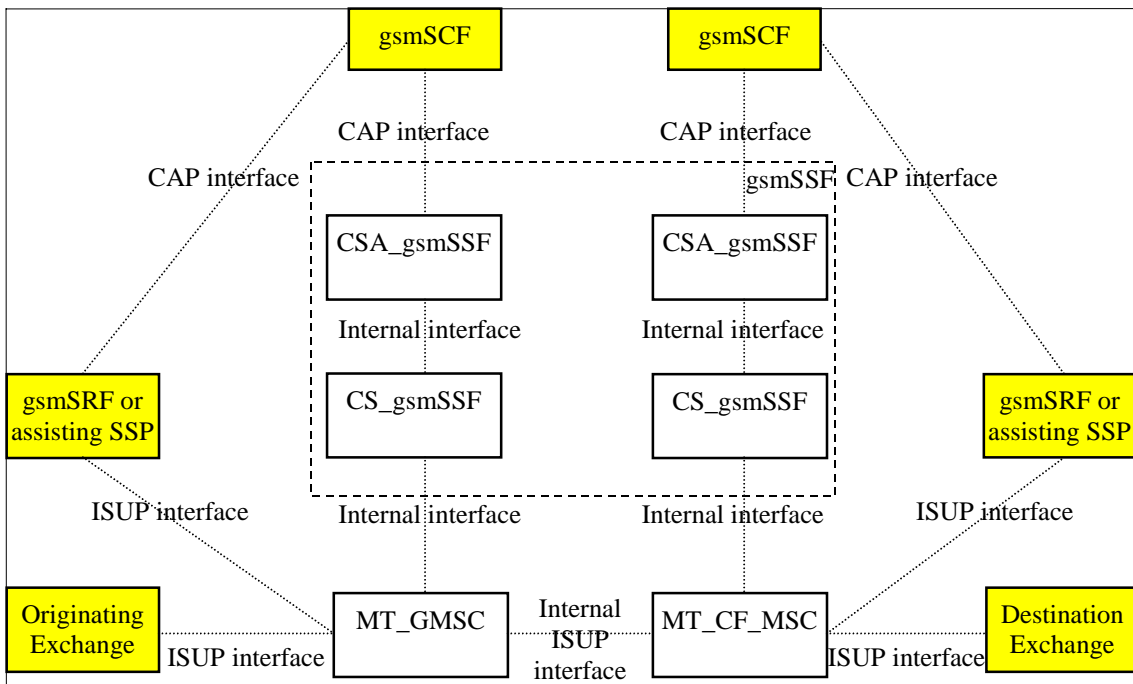 gsmSCF
gsmSCF
CAP interface
CAP interface
CAP interface
gsmSSF
CAP interface
CSA_gsmSSF
CSA_gsmSSF
Internal interface
Internal interface
gsmSRF or
assisting SSP
CS_gsmSSF
CS_gsmSSF
gsmSRF or
assisting SSP
ISUP interface
Internal interface
Internal interface
ISUP interface
Originating
Exchange
MT_GMSC
Internal
ISUP
interface
MT_CF_MSC
Destination
Exchange
ISUP interface
ISUP interface